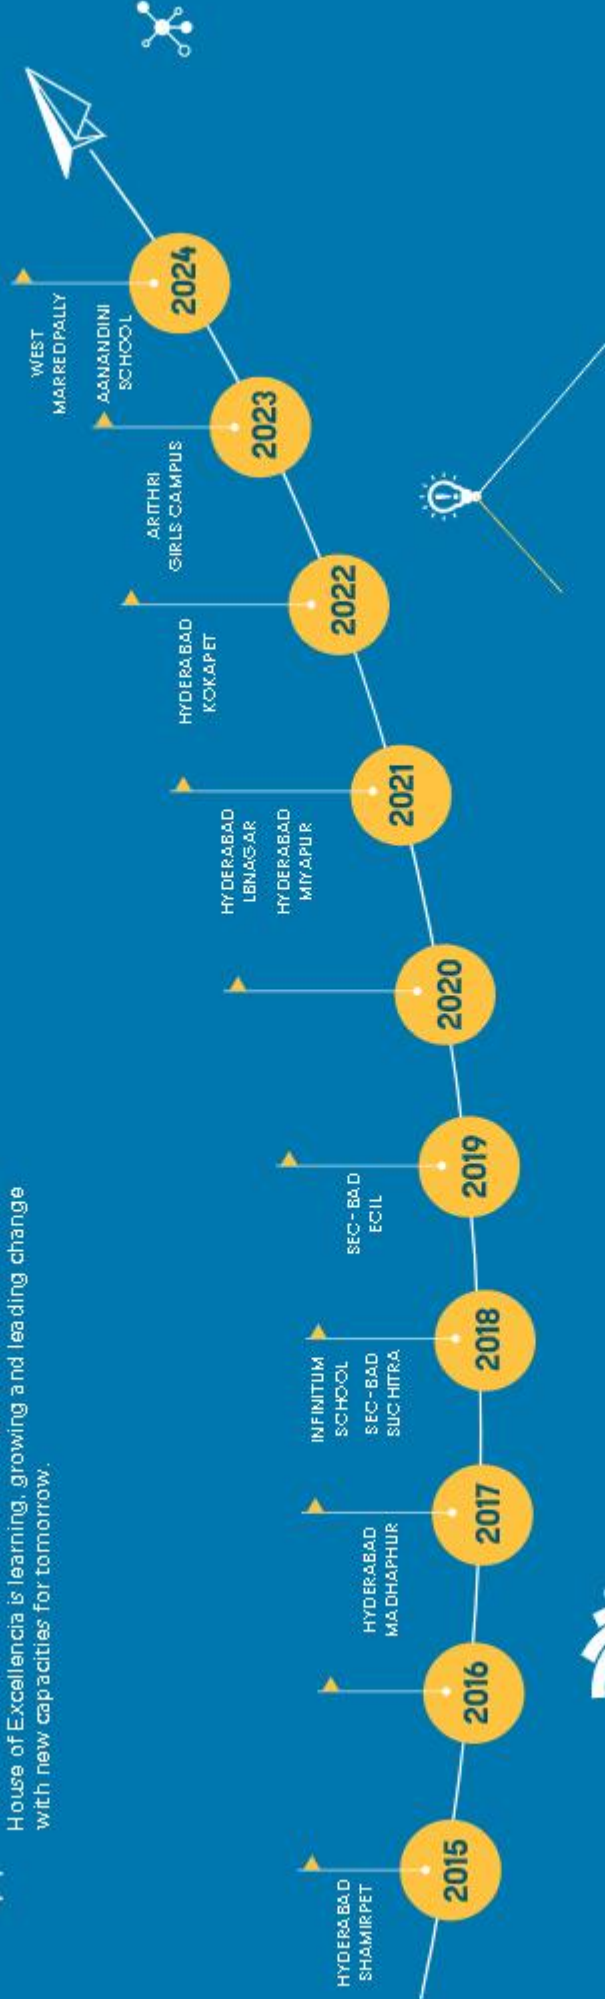 House of Excellencia is learning, growing and leading change
with new capacities for tomorrow.
HYDERABAD
SHAMIRPET
2015
2016
HYDERABAD
MADHAPHUR
2017
INFINITUM
SCHOOL
SEC-BAD
SUCHITRA
2018
SEC-BAD
ECIL
2019
2020
HYDERABAD
LBNAGAR
HYDERABAD
MIYAPUR
2021
HYDERABAD
KOKAPET
2022
ARITHRI
GIRLS CAMPUS
2023
WEST
MARREDPALLY
AANANDINI
SCHOOL
2024